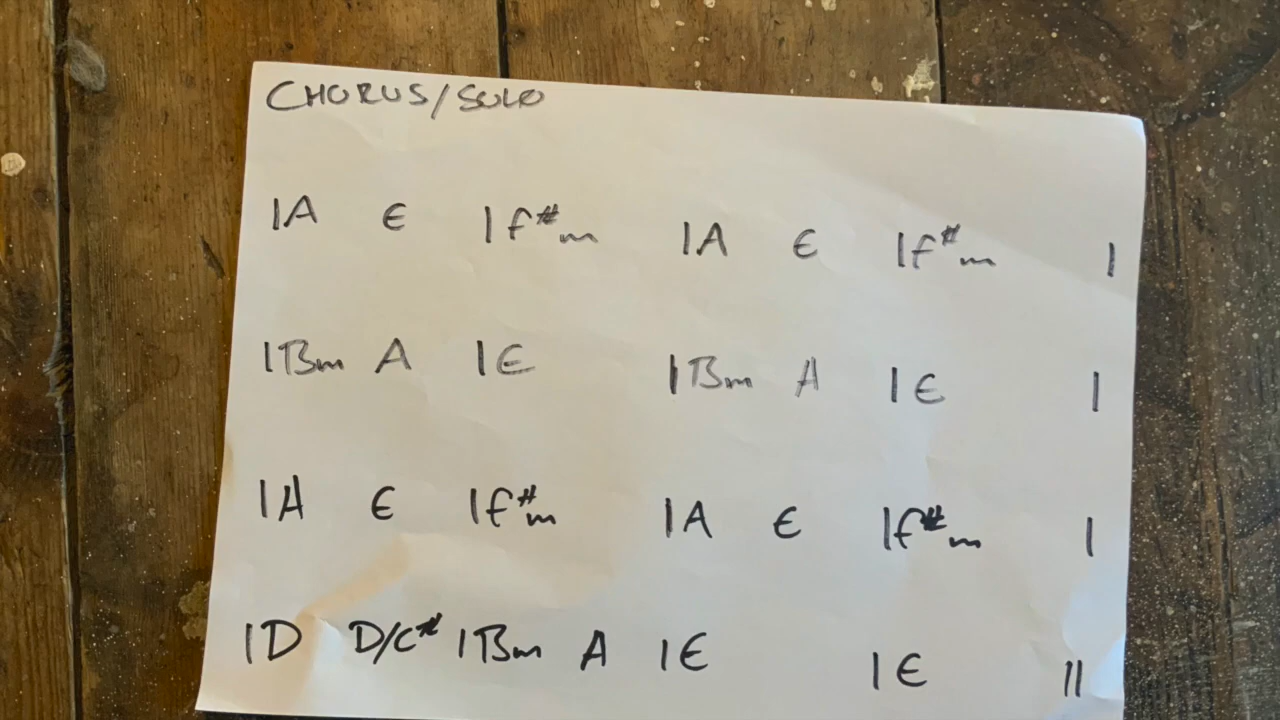 CHORUS/SOLO
|A E |F#m |A E |F#m |
|Bm A |E |Bm A |E |
|A E |F#m |A E |F#m |
|D D/C# |Bm A |E |E ||